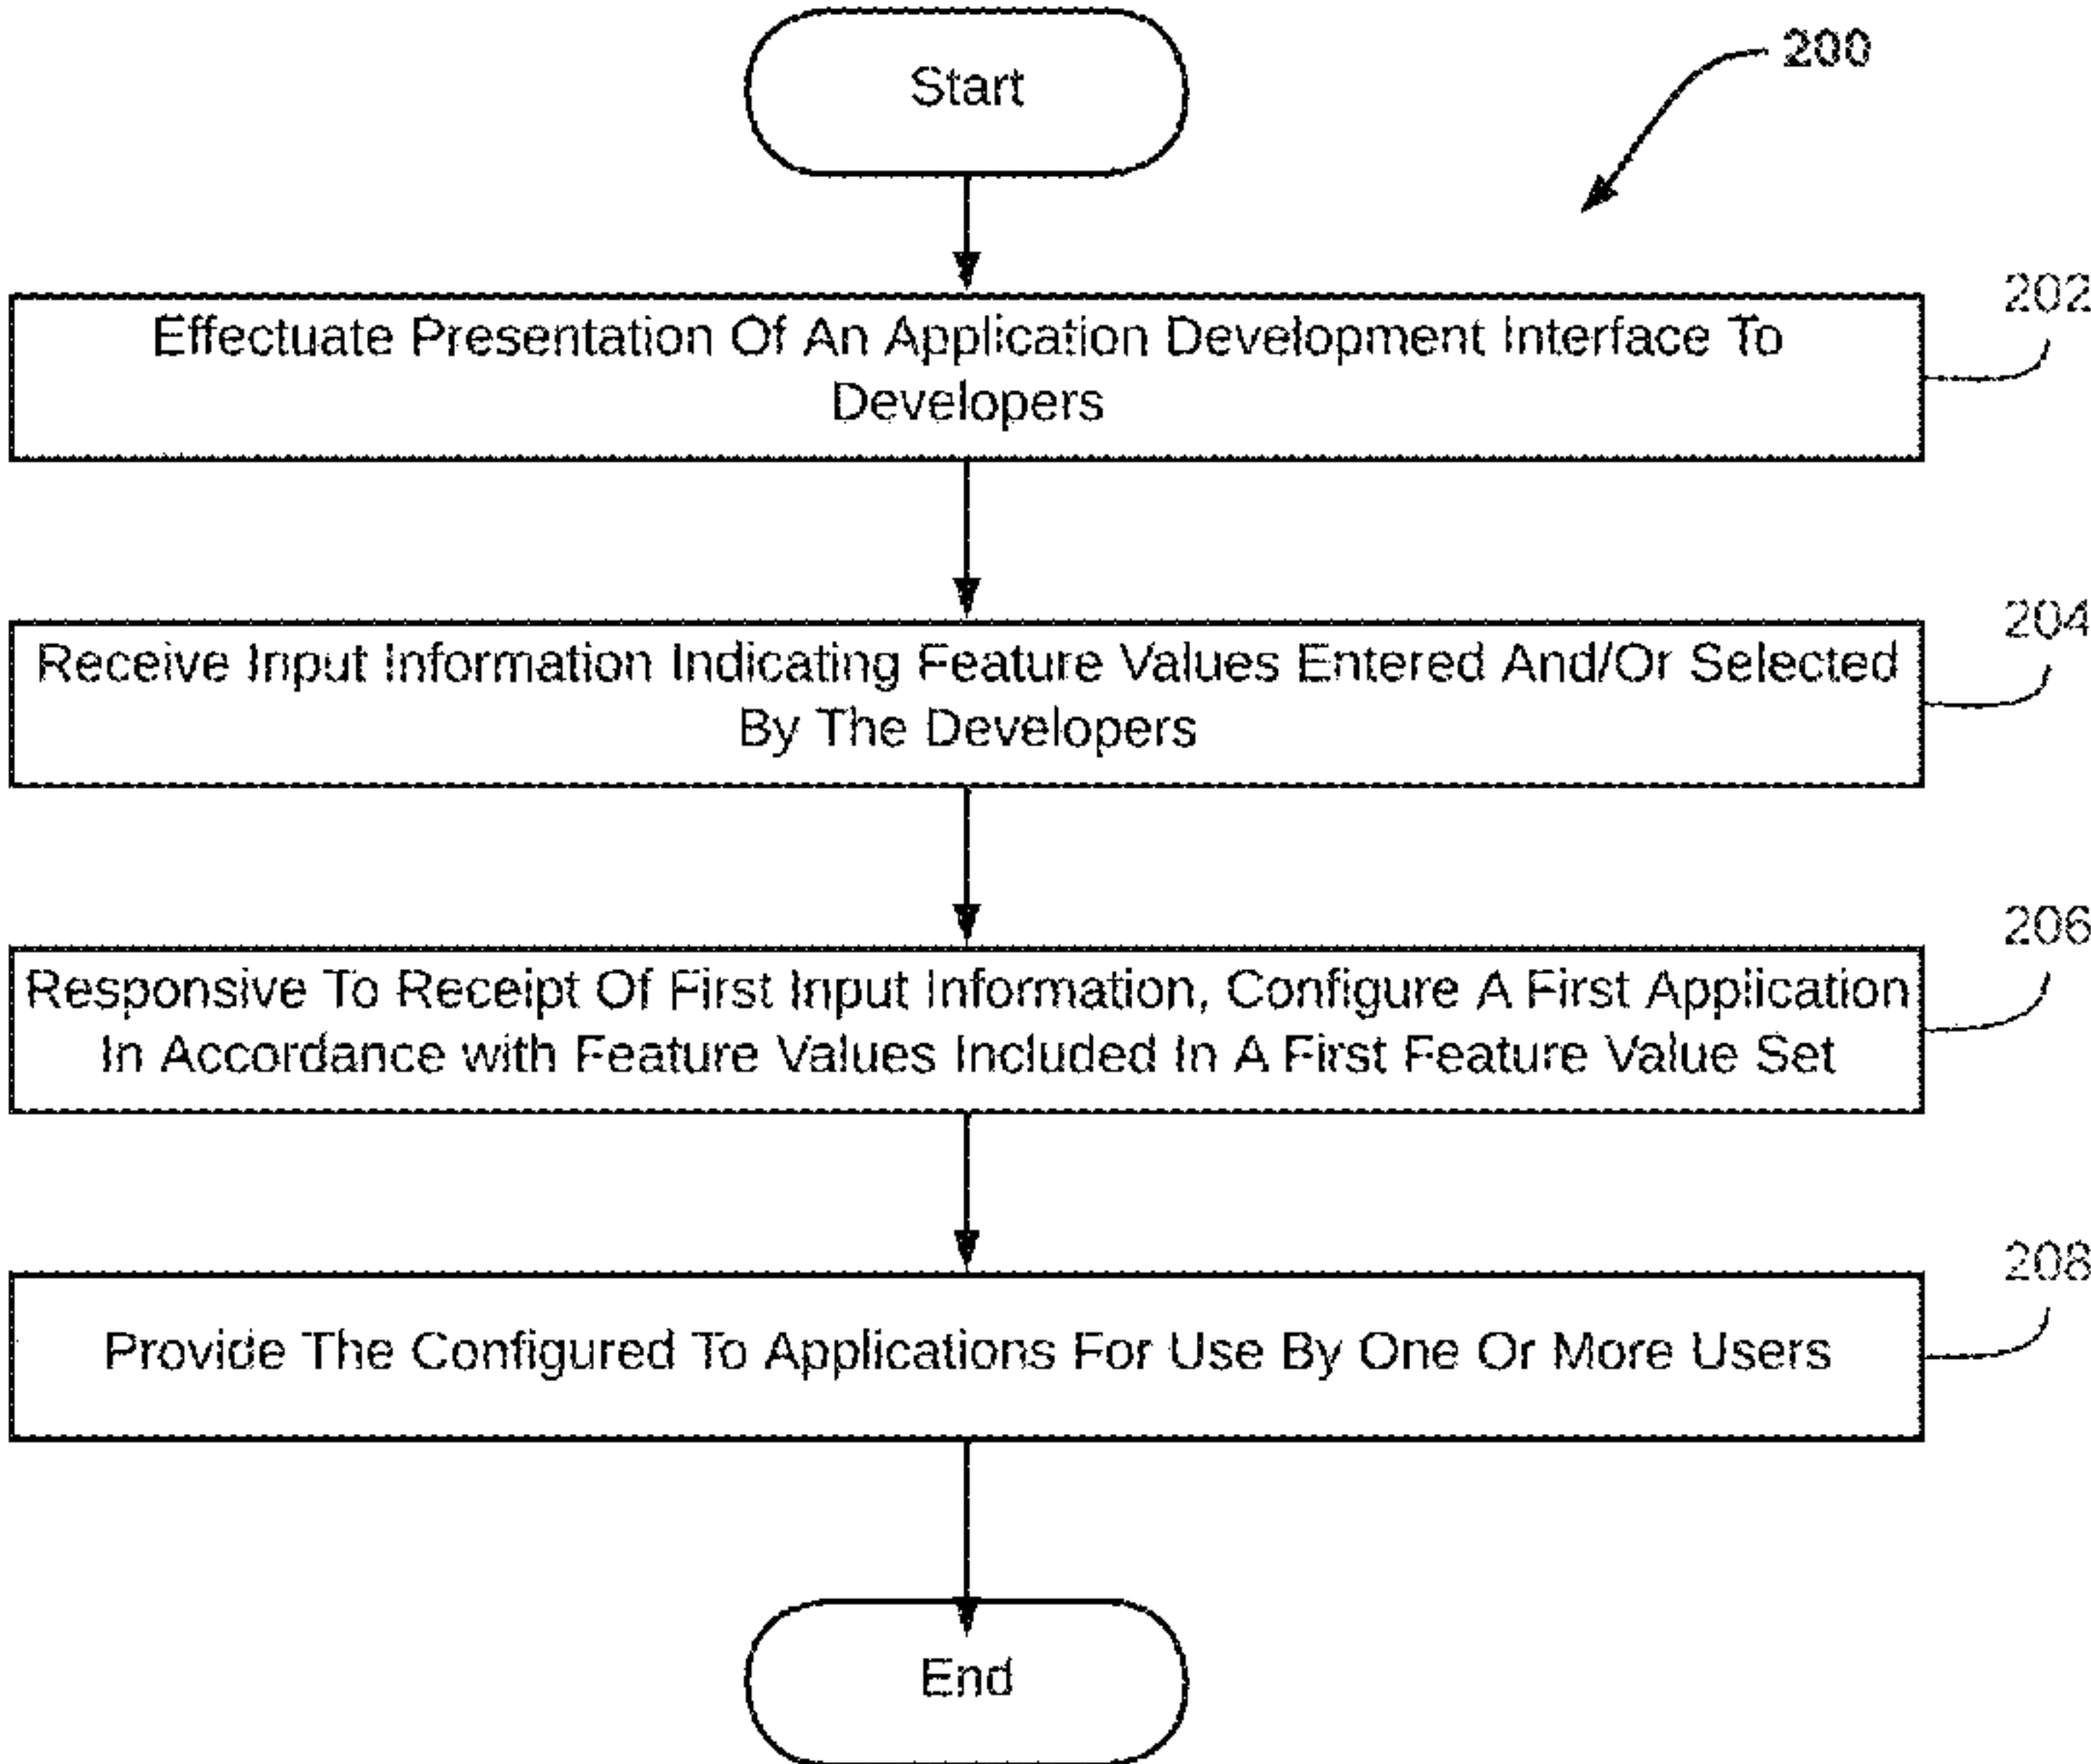 Start
200
202
Effectuate Presentation Of An Application Development Interface To
Developers
204
Receive Input Information Indicating Feature Values Entered And/Or Selected
By The Developers
206
Responsive To Receipt Of First Input Information, Configure A First Application
In Accordance with Feature Values Included In A First Feature Value Set
208
Provide The Configured To Applications For Use By One Or More Users
End